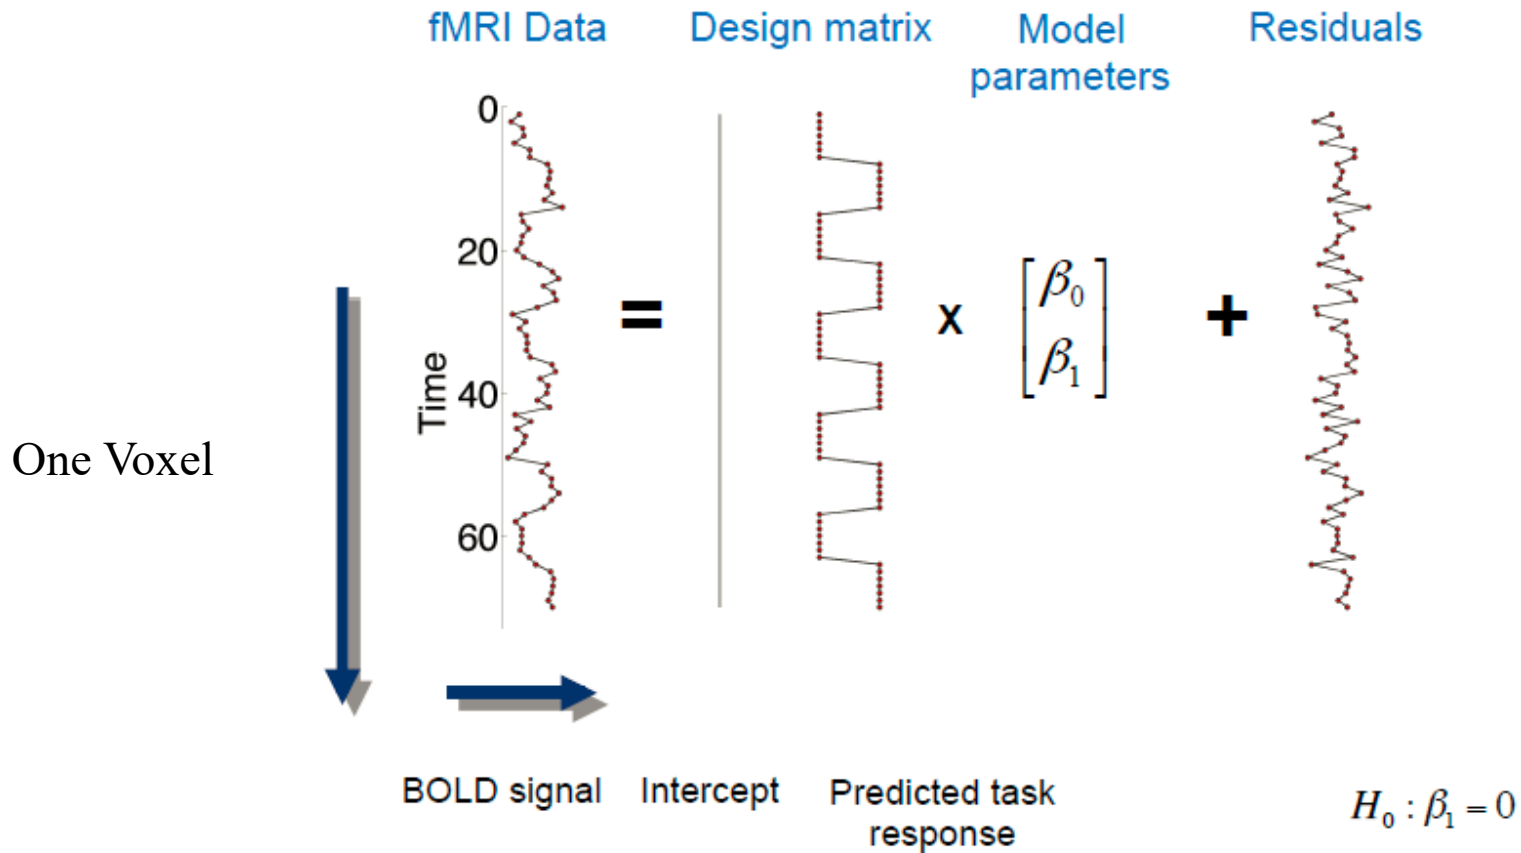 fMRI Data
Design matrix
Model
parameters
Residuals
0
20
40
60
Time
One Voxel
=
x
[β₀
β₁]
+
BOLD signal
Intercept
Predicted task
response
H₀ : β₁ = 0